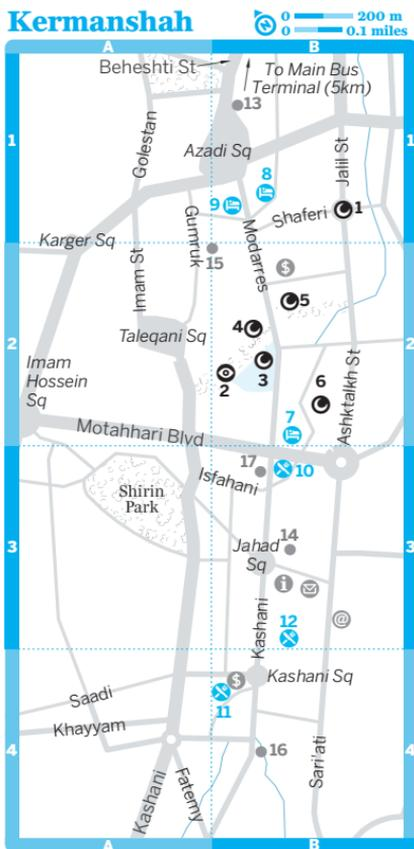 Kermanshah
0 200 m
0 0.1 miles
A
B
Beheshti St
To Main Bus
Terminal (5km)
13
1
1
Golestan
Azadi Sq
Jalil St
8
9
Gumruk
Shaferi
1
Modarres
Karger Sq
15
Imam St
$
5
4
Taleqani Sq
2
2
Imam
Hossein
Sq
2
3
6
Ashktalkh St
7
Motahhari Blvd
17
10
Isfahani
Shirin
Park
3
3
14
Jahad
Sq
i
@
12
Kashani
Kashani Sq
$
Saadi
11
Khayyam
4
4
16
Kashani
Fatemy
Sari'ati
A
B